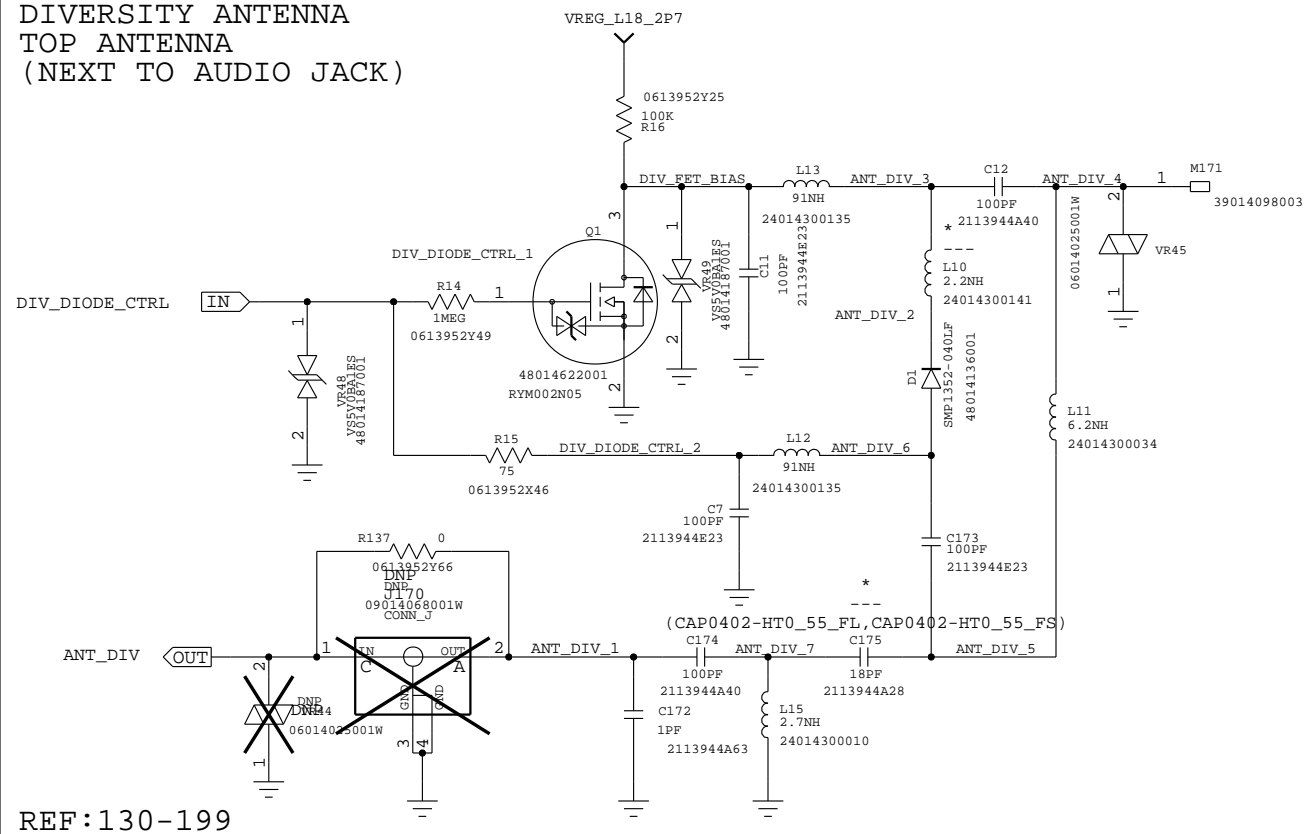 DIVERSITY ANTENNA
TOP ANTENNA
(NEXT TO AUDIO JACK)
VREG_L18_2P7
0613952Y25
100K
R16
DIV_FET_BIAS
L13
91NH
24014300135
ANT_DIV_3
C12
100PF
2113944A40
ANT_DIV_4
1
M171
39014098003
3
Q1
DIV_DIODE_CTRL_1
1
VR49
VS5V0BA1ES
48014187001
2
C11
100PF
2113944E23
*
---
L10
2.2NH
24014300141
06014025001W
2
VR45
1
DIV_DIODE_CTRL
IN
R14
1MEG
0613952Y49
1
48014622001
RYM002N05
2
ANT_DIV_2
D1
SMP1352-040LF
48014136001
1
VR48
VS5V0BA1ES
48014187001
2
L11
6.2NH
24014300034
R15
75
0613952X46
DIV_DIODE_CTRL_2
L12
91NH
24014300135
ANT_DIV_6
C7
100PF
2113944E23
C173
100PF
2113944E23
R137
0
0613952Y66
DNP
DNP
J170
09014068001W
CONN_J
*
---
(CAP0402-HT0_55_FL,CAP0402-HT0_55_FS)
ANT_DIV
OUT
1
IN
C
OUT
A
2
GND
GND
3
4
ANT_DIV_1
C174
100PF
2113944A40
ANT_DIV_7
C175
18PF
2113944A28
ANT_DIV_5
2
DNP
DNP
06014025001W
1
C172
1PF
2113944A63
L15
2.7NH
24014300010
REF:130-199